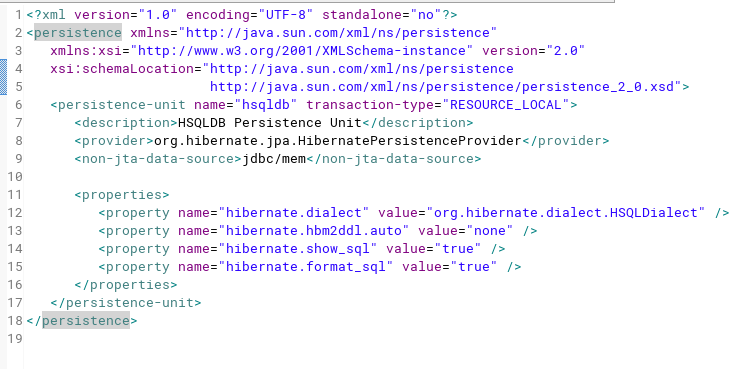 1 <?xml version="1.0" encoding="UTF-8" standalone="no"?>
2 <persistence xmlns="http://java.sun.com/xml/ns/persistence"
3    xmlns:xsi="http://www.w3.org/2001/XMLSchema-instance" version="2.0"
4    xsi:schemaLocation="http://java.sun.com/xml/ns/persistence
5                        http://java.sun.com/xml/ns/persistence/persistence_2_0.xsd">
6    <persistence-unit name="hsqldb" transaction-type="RESOURCE_LOCAL">
7       <description>HSQLDB Persistence Unit</description>
8       <provider>org.hibernate.jpa.HibernatePersistenceProvider</provider>
9       <non-jta-data-source>jdbc/mem</non-jta-data-source>
10
11       <properties>
12          <property name="hibernate.dialect" value="org.hibernate.dialect.HSQLDialect" />
13          <property name="hibernate.hbm2ddl.auto" value="none" />
14          <property name="hibernate.show_sql" value="true" />
15          <property name="hibernate.format_sql" value="true" />
16       </properties>
17    </persistence-unit>
18 </persistence>
19